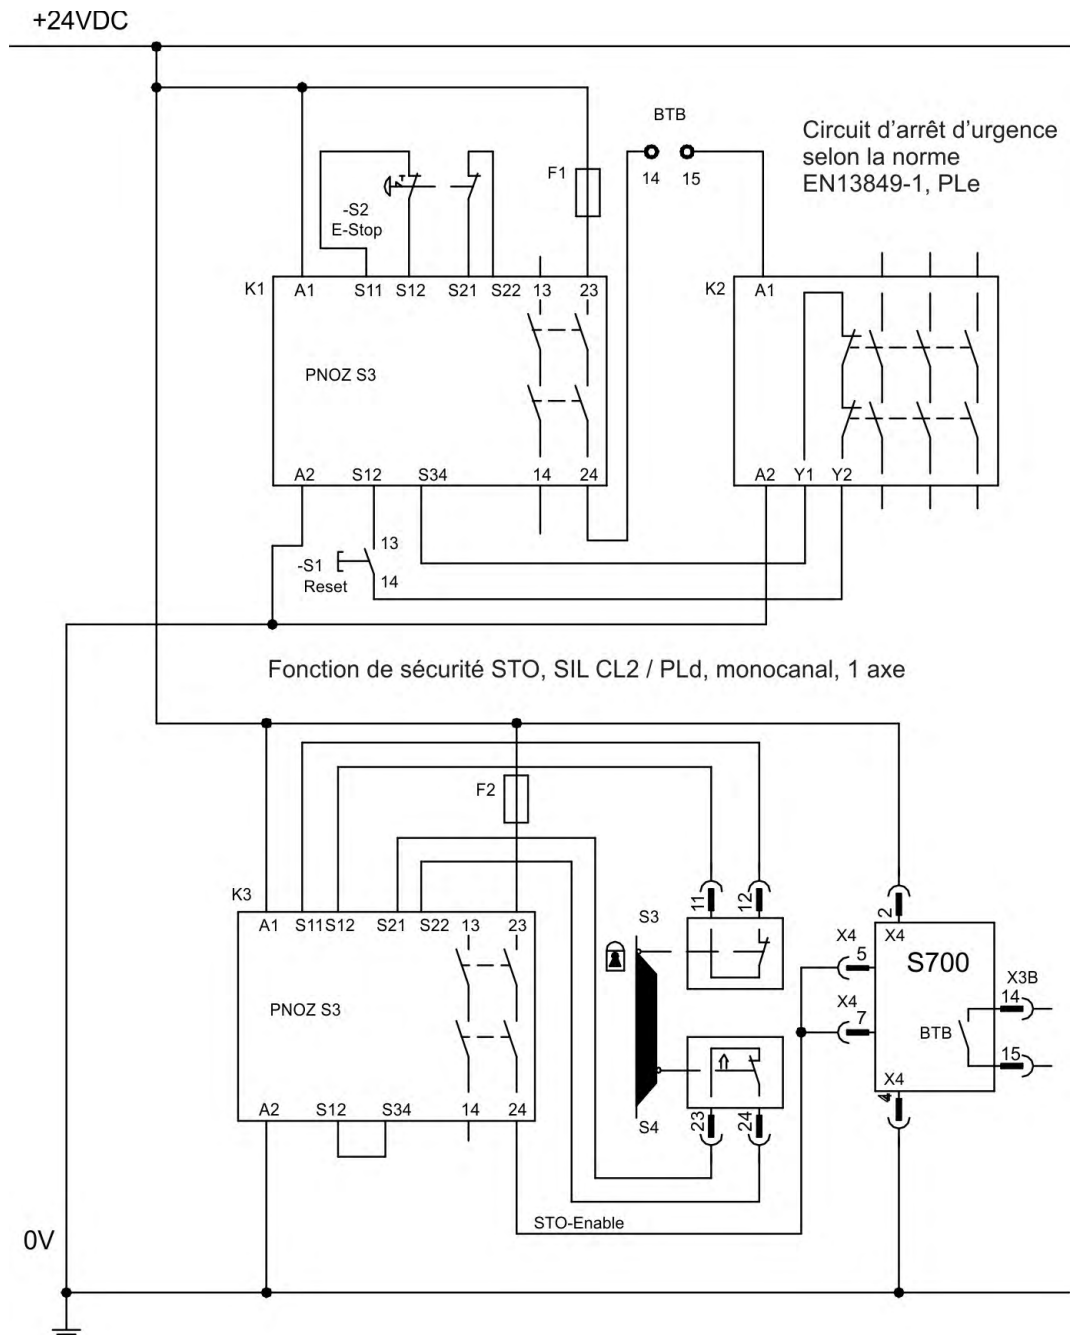 +24VDC
BTB
Circuit d'arrêt d'urgence
selon la norme
EN13849-1, PLe
F1
14 15
-S2
E-Stop
K1 A1 S11 S12 S21 S22 13 23
K2 A1
PNOZ S3
A2 S12 S34 14 24
A2 Y1 Y2
13
-S1
14
Reset
Fonction de sécurité STO, SIL CL2 / PLd, monocanal, 1 axe
F2
K3
11 12
2
A1 S11 S12 S21 S22 13 23
S3
X4
X4
5
S700
X3B
14
X4
7
PNOZ S3
BTB
15
X4
4
A2 S12 S34 14 24
S4
23 24
STO-Enable
0V